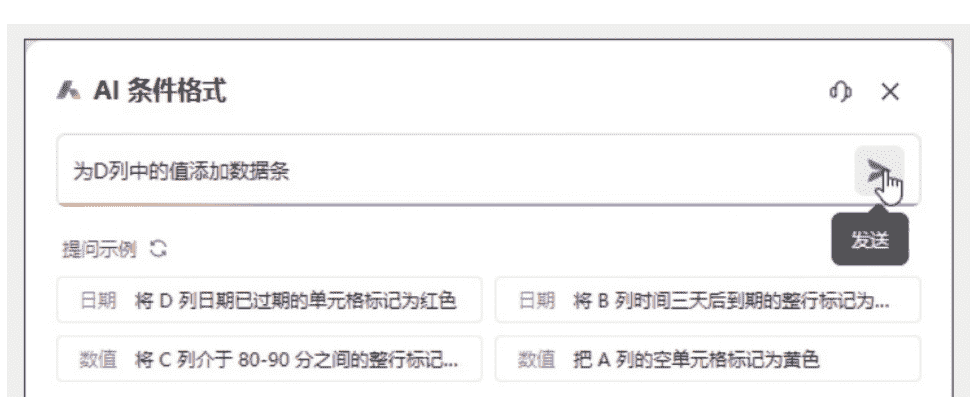 AI 条件格式
为D列中的值添加数据条
发送
提问示例
日期 将 D 列日期已过期的单元格标记为红色
日期 将 B 列时间三天后到期的整行标记为...
数值 将 C 列介于 80-90 分之间的整行标记...
数值 把 A 列的空单元格标记为黄色